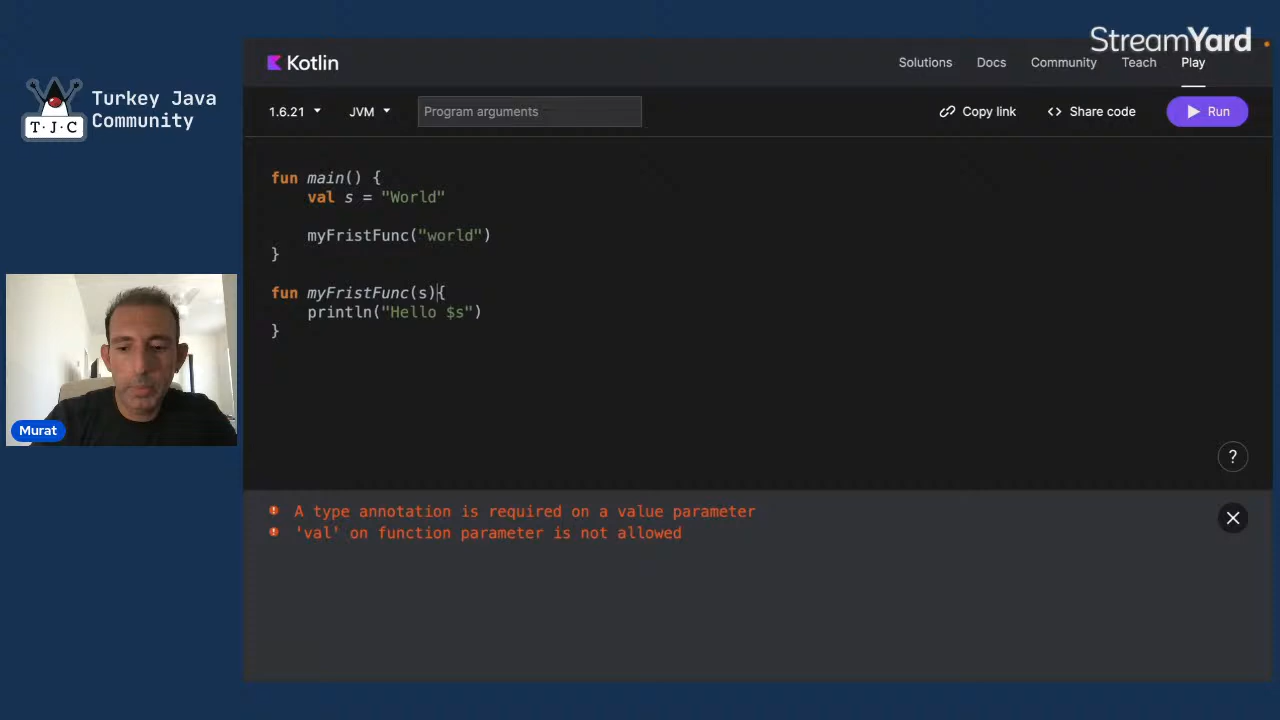 StreamYard
Kotlin
Solutions Docs Community Teach Play
Turkey Java
Community
T.J.C
1.6.21 JVM Program arguments Copy link <> Share code Run
fun main() {
val s = "World"
myFristFunc("world")
}
fun myFristFunc(s){
println("Hello $s")
}
Murat
?
A type annotation is required on a value parameter
'val' on function parameter is not allowed